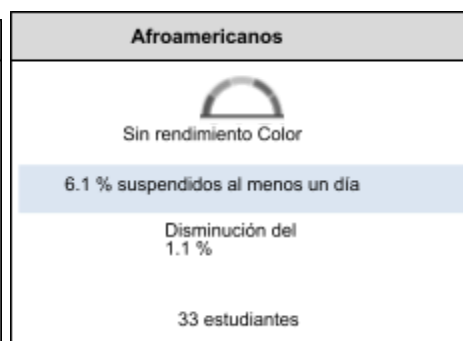 Afroamericanos
Sin rendimiento Color
6.1 % suspendidos al menos un día
Disminución del
1.1 %
33 estudiantes